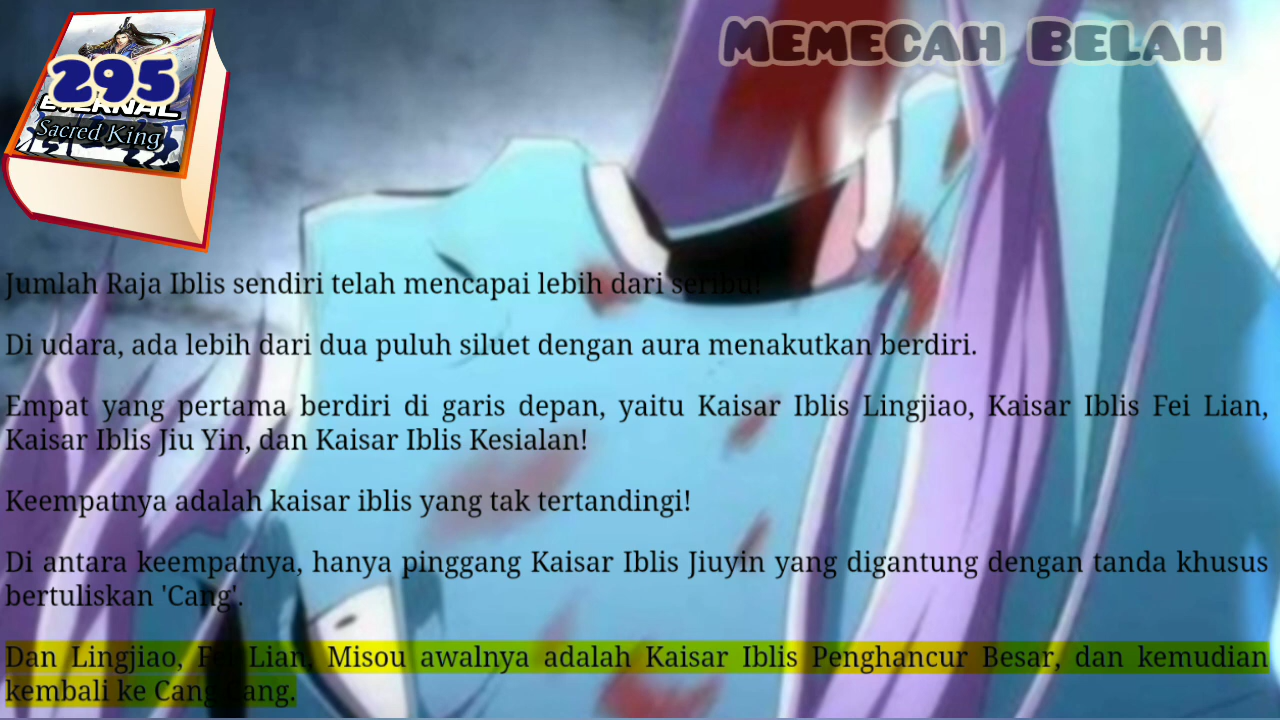 Memecah Belah
295
ETERNAL
Sacred King
Jumlah Raja Iblis sendiri telah mencapai lebih dari seribu!
Di udara, ada lebih dari dua puluh siluet dengan aura menakutkan berdiri.
Empat yang pertama berdiri di garis depan, yaitu Kaisar Iblis Lingjiao, Kaisar Iblis Fei Lian,
Kaisar Iblis Jiu Yin, dan Kaisar Iblis Kesialan!
Keempatnya adalah kaisar iblis yang tak tertandingi!
Di antara keempatnya, hanya pinggang Kaisar Iblis Jiuyin yang digantung dengan tanda khusus
bertuliskan 'Cang'.
Dan Lingjiao, Fei Lian, Misou awalnya adalah Kaisar Iblis Penghancur Besar, dan kemudian
kembali ke Cang Cang.